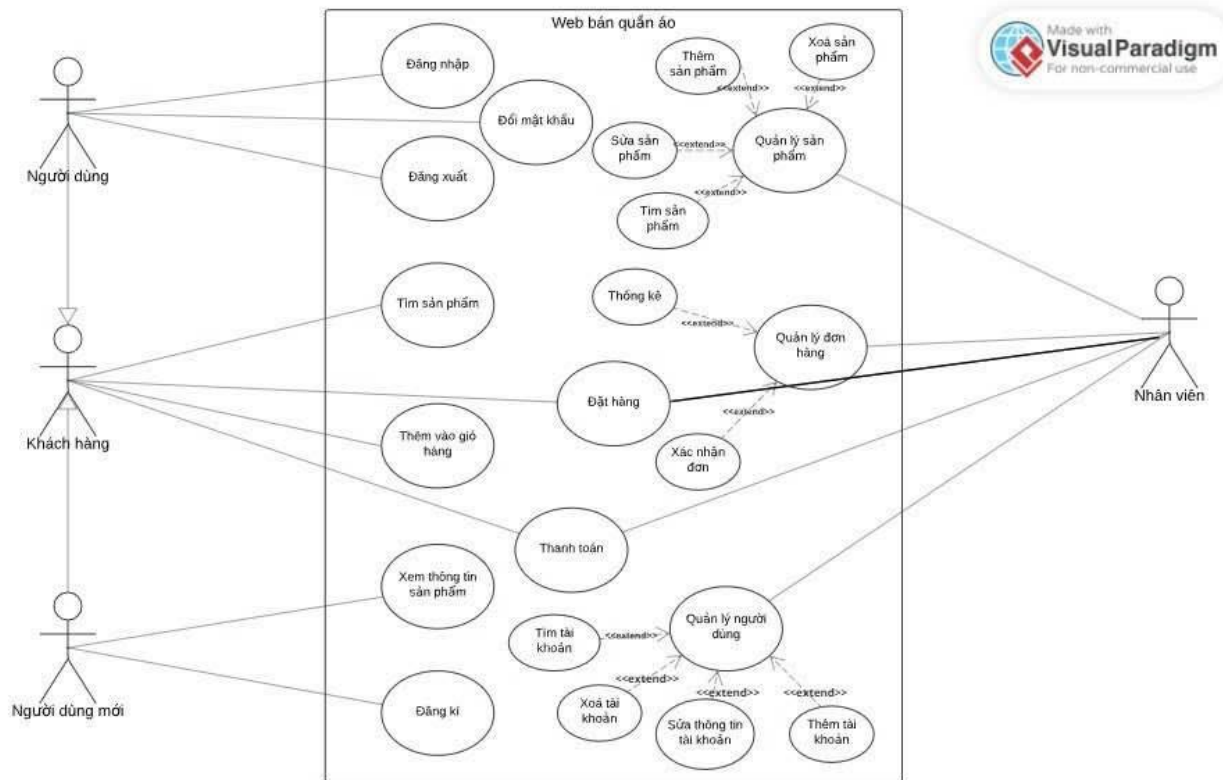 Web bán quần áo
Made with
Visual Paradigm
For non-commercial use
Đăng nhập
Đổi mật khẩu
Đăng xuất
Người dùng
Thêm
sản phẩm
Xoá sản
phẩm
<<extend>>
<<extend>>
Sửa sản
phẩm
<<extend>>
Quản lý sản
phẩm
<<extend>>
Tìm sản
phẩm
Tìm sản phẩm
Thống kê
<<extend>>
Quản lý đơn
hàng
Khách hàng
Đặt hàng
<<extend>>
Nhân viên
Thêm vào giỏ
hàng
Xác nhận
đơn
Thanh toán
Xem thông tin
sản phẩm
Quản lý người
dùng
Tìm tài
khoản
<<extend>>
Người dùng mới
Đăng kí
<<extend>>
<<extend>>
<<extend>>
Xoá tài
khoản
Sửa thông tin
tài khoản
Thêm tài
khoản